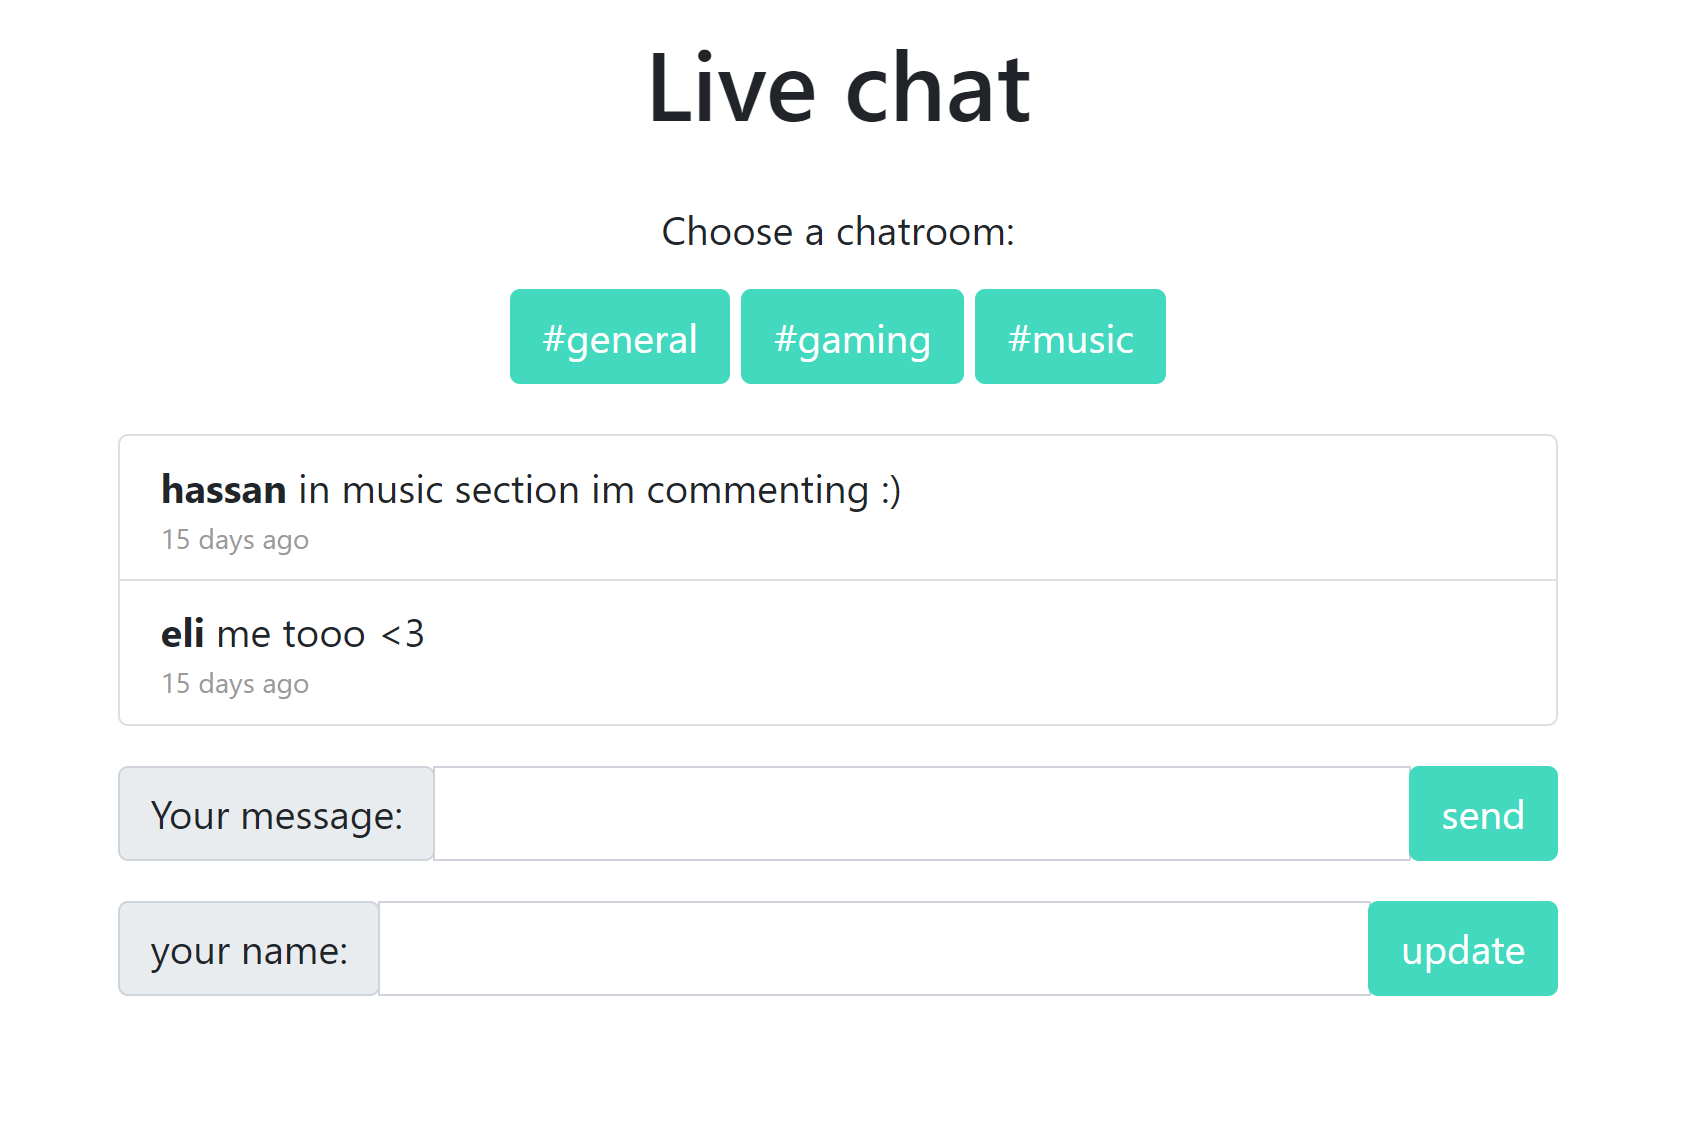 Live chat
Choose a chatroom:
#general #gaming #music
hassan in music section im commenting :)
15 days ago
eli me tooo <3
15 days ago
Your message: send
your name: update